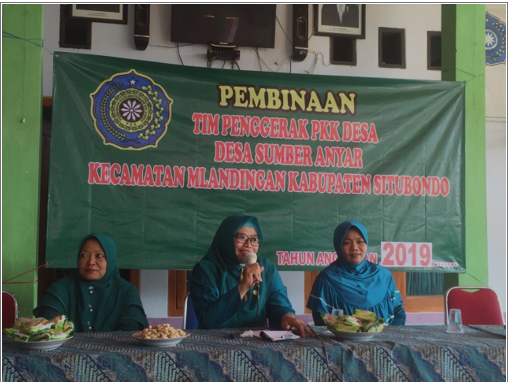 PEMBINAAN
TIM PENGGERAK PKK DESA
DESA SUMBER ANYAR
KECAMATAN MLANDINGAN KABUPATEN SITUBONDO
TAHUN 2019